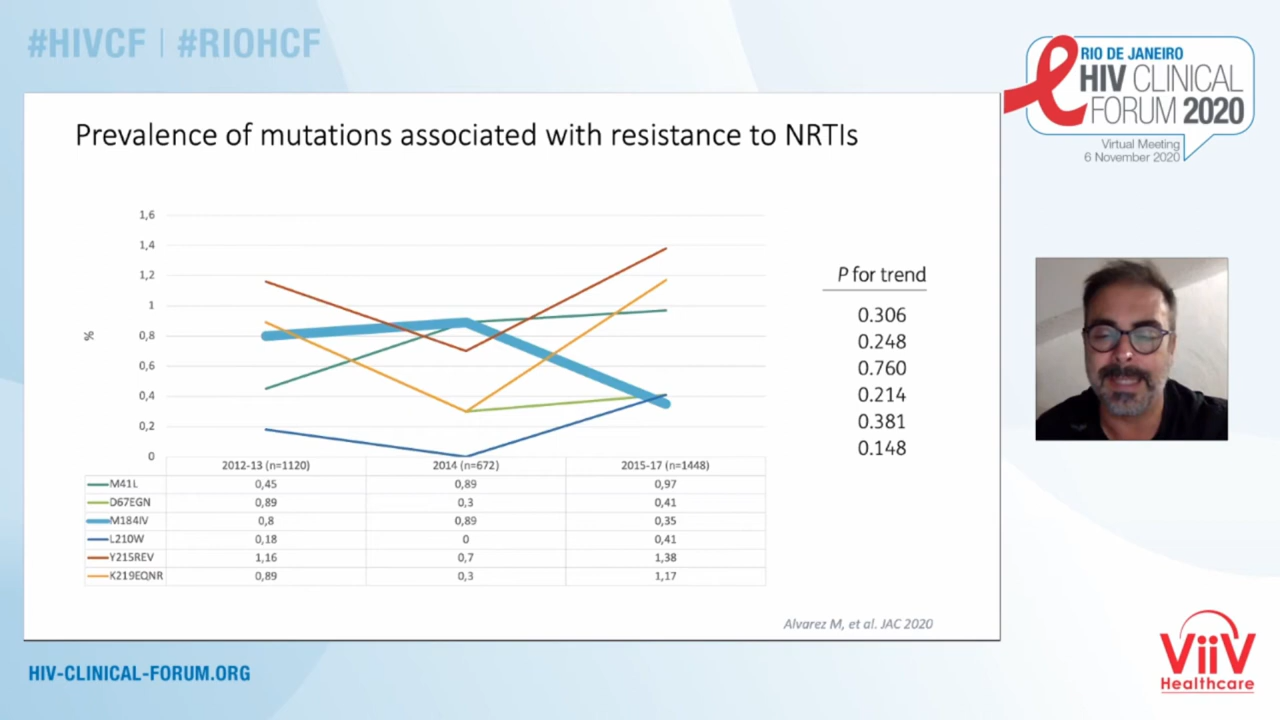 #HIVCF | #RIOHCF
RIO DE JANEIRO
HIV CLINICAL
FORUM 2020
Virtual Meeting
6 November 2020
Prevalence of mutations associated with resistance to NRTIs
1,6
1,4
1,2
1
0,8
0,6
0,4
0,2
0
%
2012-13 (n=1120) 2014 (n=672) 2015-17 (n=1448)
M41L 0,45 0,89 0,97
D67EGN 0,89 0,3 0,41
M184IV 0,8 0,89 0,35
L210W 0,18 0 0,41
Y215REV 1,16 0,7 1,38
K219EQNR 0,89 0,3 1,17
P for trend
0.306
0.248
0.760
0.214
0.381
0.148
Alvarez M, et al. JAC 2020
HIV-CLINICAL-FORUM.ORG
ViiV
Healthcare